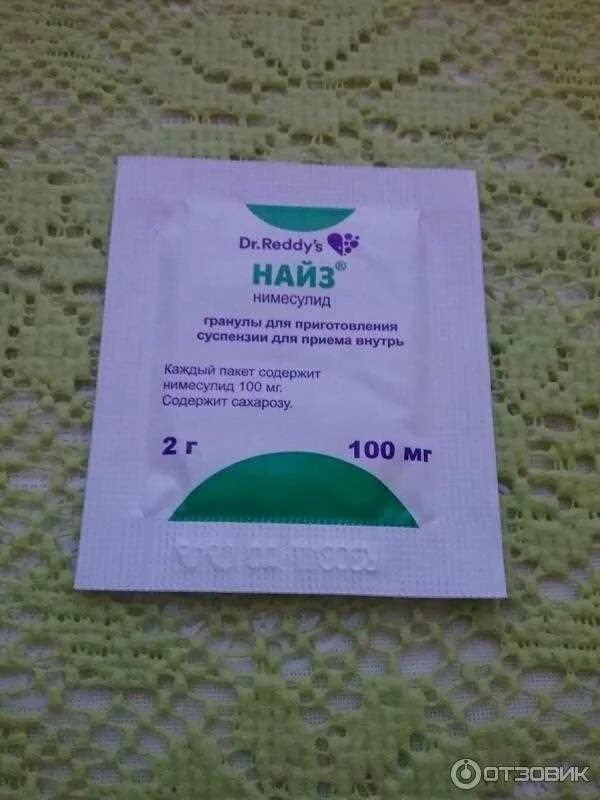 Dr.Reddy's
НАЙЗ®
нимесулид
гранулы для приготовления
суспензии для приема внутрь
Каждый пакет содержит
нимесулид 100 мг.
Содержит сахарозу.
2 г 100 мг
ОТЗОВИК